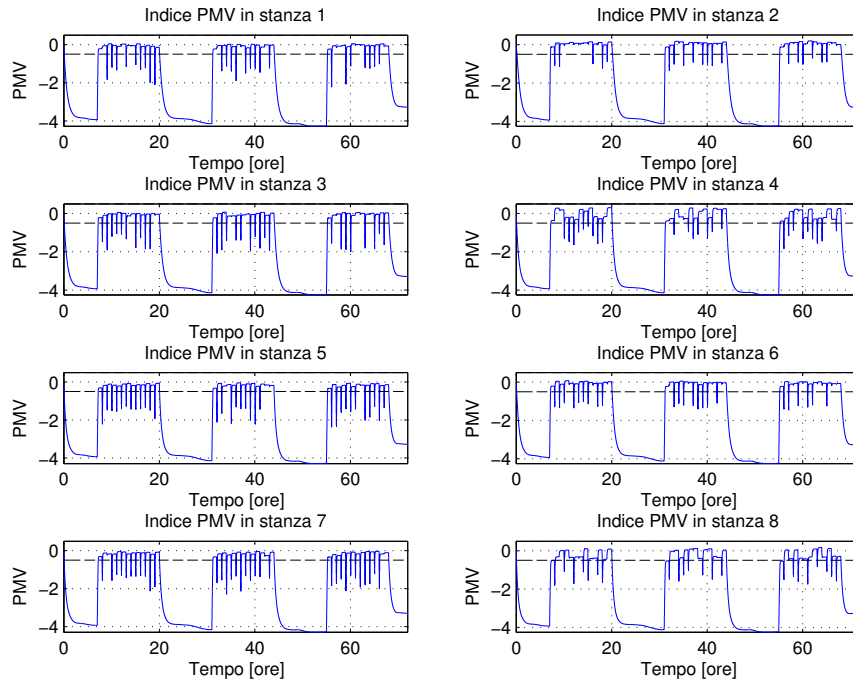 Indice PMV in stanza 1
PMV
0
−2
−4
0 20 40 60
Tempo [ore]
Indice PMV in stanza 2
PMV
0
−2
−4
0 20 40 60
Tempo [ore]
Indice PMV in stanza 3
PMV
0
−2
−4
0 20 40 60
Tempo [ore]
Indice PMV in stanza 4
PMV
0
−2
−4
0 20 40 60
Tempo [ore]
Indice PMV in stanza 5
PMV
0
−2
−4
0 20 40 60
Tempo [ore]
Indice PMV in stanza 6
PMV
0
−2
−4
0 20 40 60
Tempo [ore]
Indice PMV in stanza 7
PMV
0
−2
−4
0 20 40 60
Tempo [ore]
Indice PMV in stanza 8
PMV
0
−2
−4
0 20 40 60
Tempo [ore]